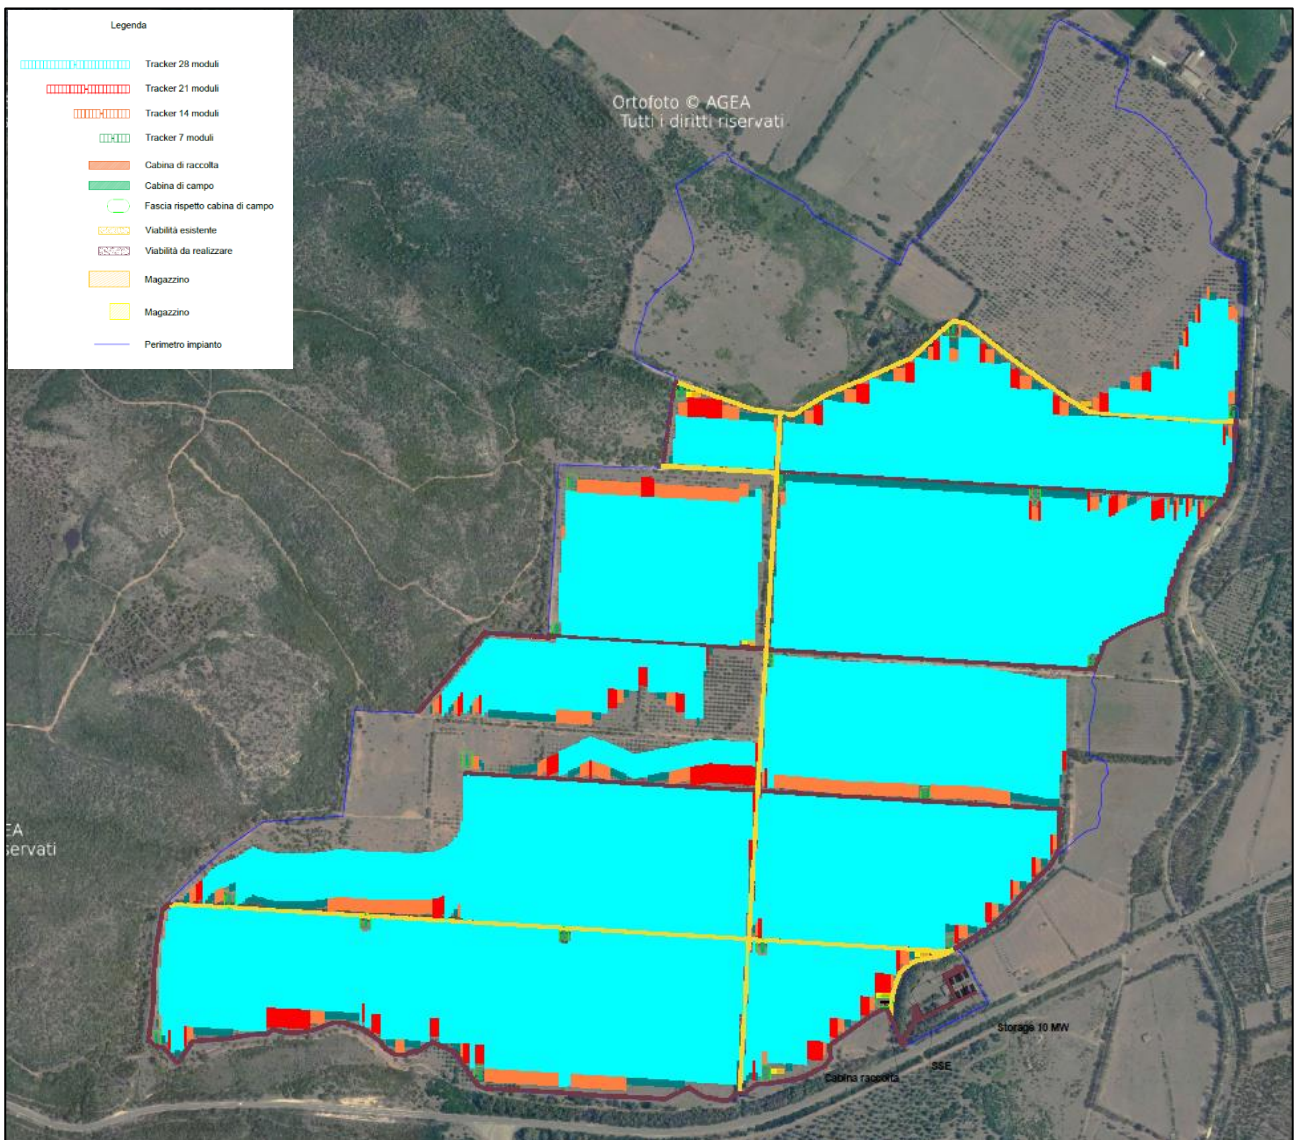 Legenda
Tracker 28 moduli
Tracker 21 moduli
Tracker 14 moduli
Tracker 7 moduli
Cabina di raccolta
Cabina di campo
Fascia rispetto cabina di campo
Viabilità esistente
Viabilità da realizzare
Magazzino
Magazzino
Perimetro impianto
Ortofoto © AGEA
Tutti i diritti riservati
EA
servati
Storage 10 MW
SSE
Cabina raccolta